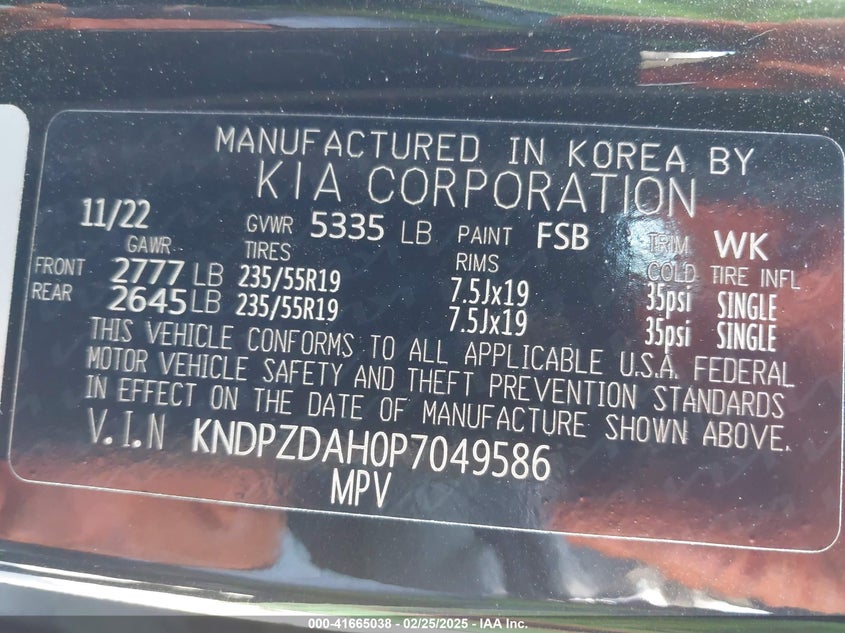 MANUFACTURED IN KOREA BY
KIA CORPORATION
11/22 GVWR 5335 LB PAINT FSB TRIM WK
GAWR TIRES RIMS COLD TIRE INFL
FRONT 2777 LB 235/55R19 7.5Jx19 35psi SINGLE
REAR 2645 LB 235/55R19 7.5Jx19 35psi SINGLE
THIS VEHICLE CONFORMS TO ALL APPLICABLE U.S.A. FEDERAL
MOTOR VEHICLE SAFETY AND THEFT PREVENTION STANDARDS
IN EFFECT ON THE DATE OF MANUFACTURE SHOWN ABOVE.
V.I.N KNDPZDAH0P7049586
MPV
000-41665038 - 02/25/2025 - IAA Inc.